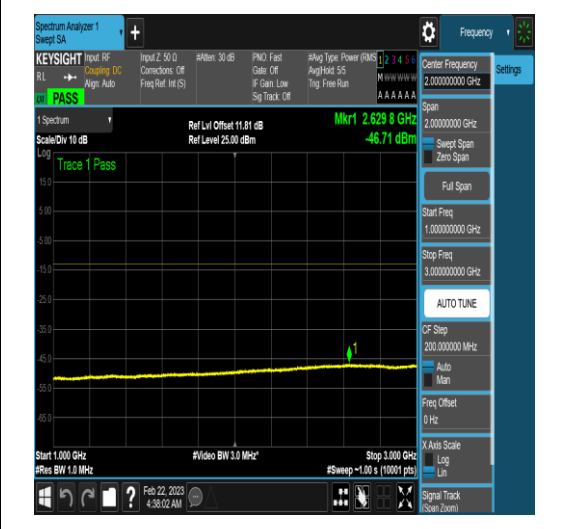 Spectrum Analyzer 1
Swept SA
+
Frequency
KEYSIGHT
Input: RF
Input Z: 50 Ω
#Atten: 30 dB
PNO: Fast
#Avg Type: Power (RMS
1 2 3 4 5 6
RL
Coupling: DC
Corrections: Off
Gate: Off
Avg|Hold: 5/5
M W W W W W
Align: Auto
Freq Ref: Int (S)
IF Gain: Low
Trig: Free Run
Sig Track: Off
A A A A A A
PASS
Center Frequency
2.000000000 GHz
Settings
Span
2.00000000 GHz
Swept Span
Zero Span
Full Span
Start Freq
1.000000000 GHz
Stop Freq
3.000000000 GHz
AUTO TUNE
CF Step
200.000000 MHz
Auto
Man
Freq Offset
0 Hz
X Axis Scale
Log
Lin
Signal Track
(Span Zoom)
1 Spectrum
Ref Lvl Offset 11.81 dB
Mkr1 2.629 8 GHz
Scale/Div 10 dB
Ref Level 25.00 dBm
-46.71 dBm
Log
Trace 1 Pass
15.0
5.00
-5.00
-15.0
-25.0
-35.0
-45.0
-55.0
-65.0
1
Start 1.000 GHz
#Video BW 3.0 MHz*
Stop 3.000 GHz
#Res BW 1.0 MHz
#Sweep ~1.00 s (10001 pts)
?
Feb 22, 2023
4:38:02 AM